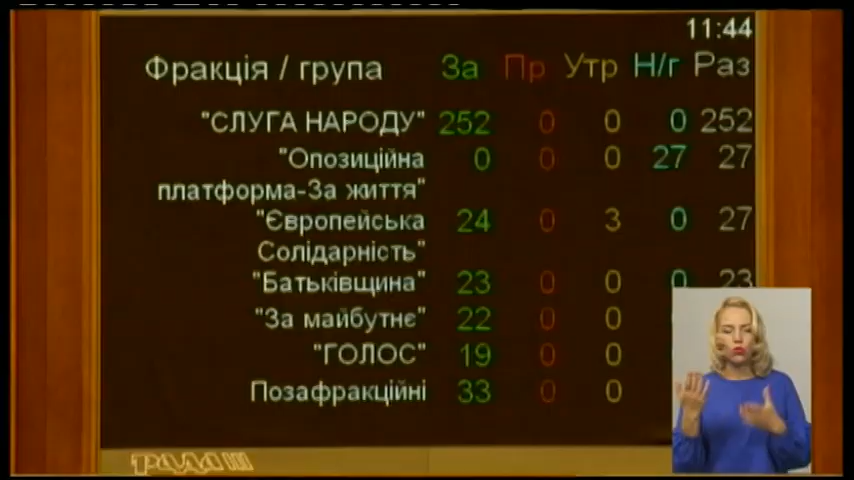 11:44
Фракція / група За Пр Утр Н/г Раз
"СЛУГА НАРОДУ" 252 0 0 0 252
"Опозиційна 0 0 0 27 27
платформа-За життя"
"Європейська 24 0 3 0 27
Солідарність"
"Батьківщина" 23 0 0 0 23
"За майбутнє" 22 0 0
"ГОЛОС" 19 0 0
Позафракційні 33 0 0
РАДА